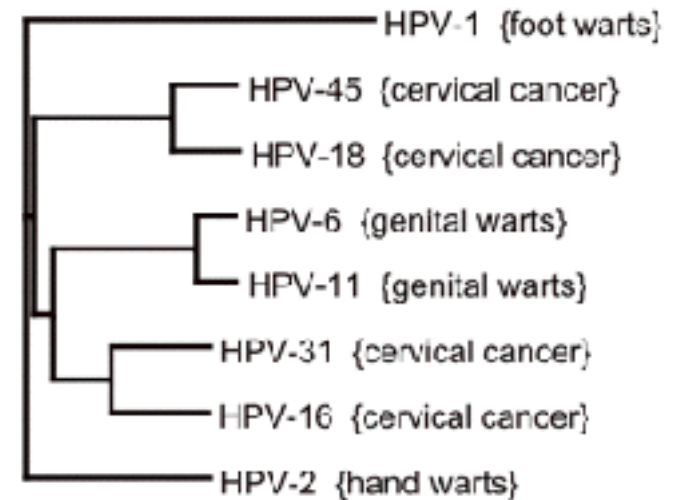 HPV-1 {foot warts}
HPV-45 {cervical cancer}
HPV-18 {cervical cancer}
HPV-6 {genital warts}
HPV-11 {genital warts}
HPV-31 {cervical cancer}
HPV-16 {cervical cancer}
HPV-2 {hand warts}